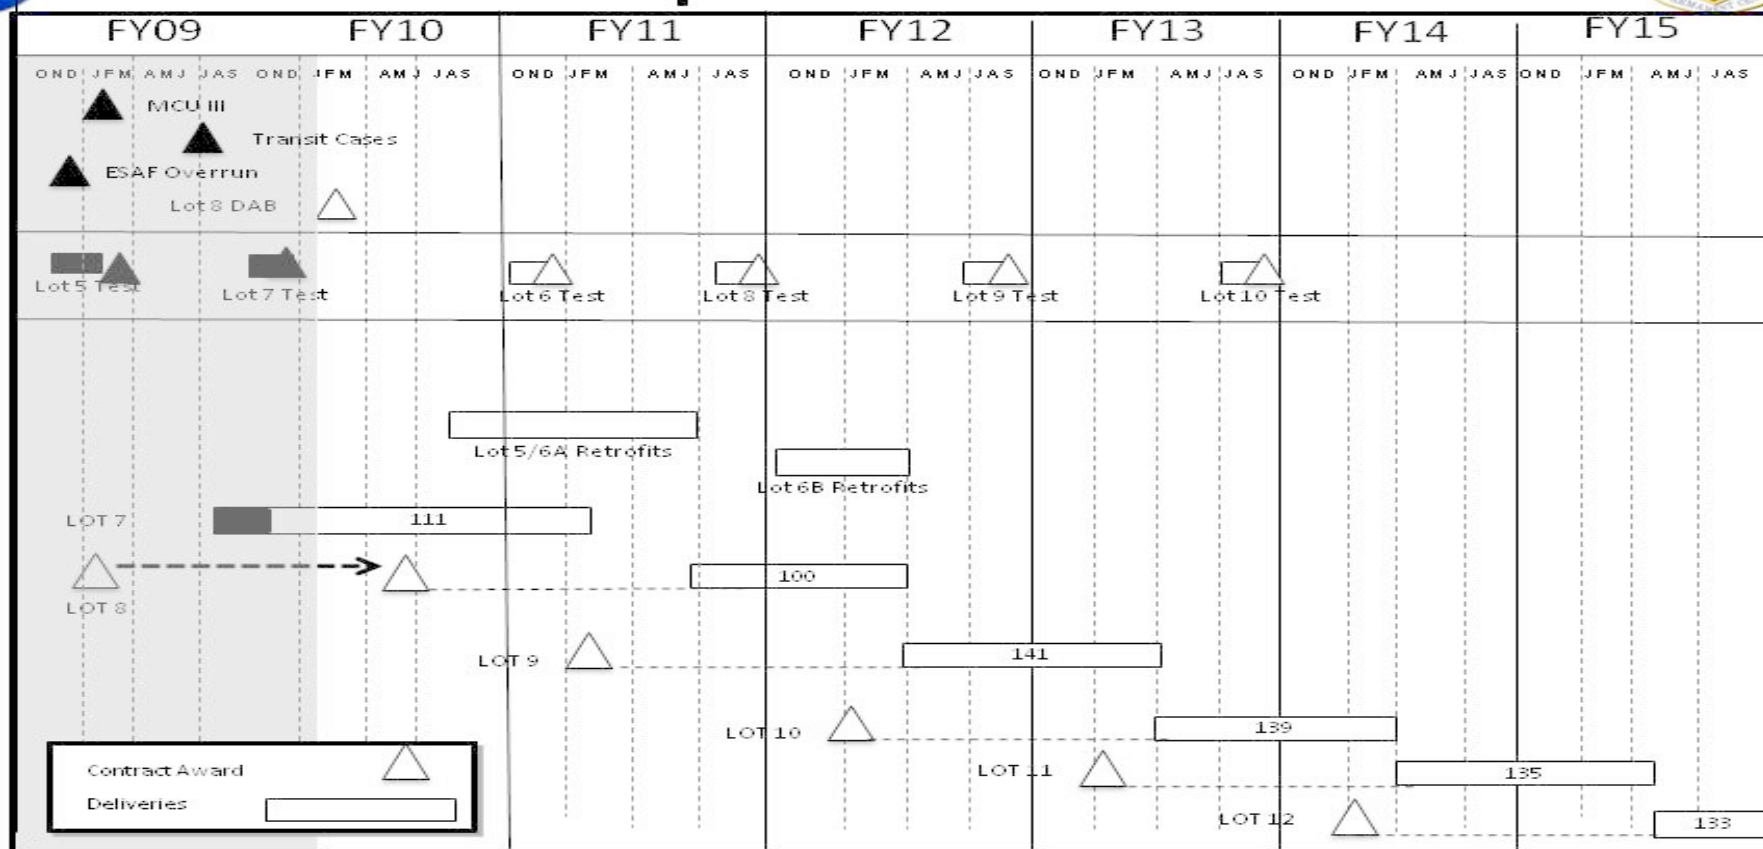 FY09 FY10 FY11 FY12 FY13 FY14 FY15
OND JFM AMJ JAS OND JFM AMJ JAS OND JFM AMJ JAS OND JFM AMJ JAS OND JFM AMJ JAS OND JFM AMJ JAS OND JFM AMJ JAS
MCU III
Transit Cases
ESAF Overrun
Lot 8 DAB
Lot 5 Test
Lot 7 Test Lot 6 Test Lot 8 Test Lot 9 Test Lot 10 Test
Lot 5/6A Retrofits
Lot 6B Retrofits
LOT 7 111
100
LOT 8
LOT 9 141
LOT 10 139
LOT 11 135
LOT 12 133
Contract Award
Deliveries